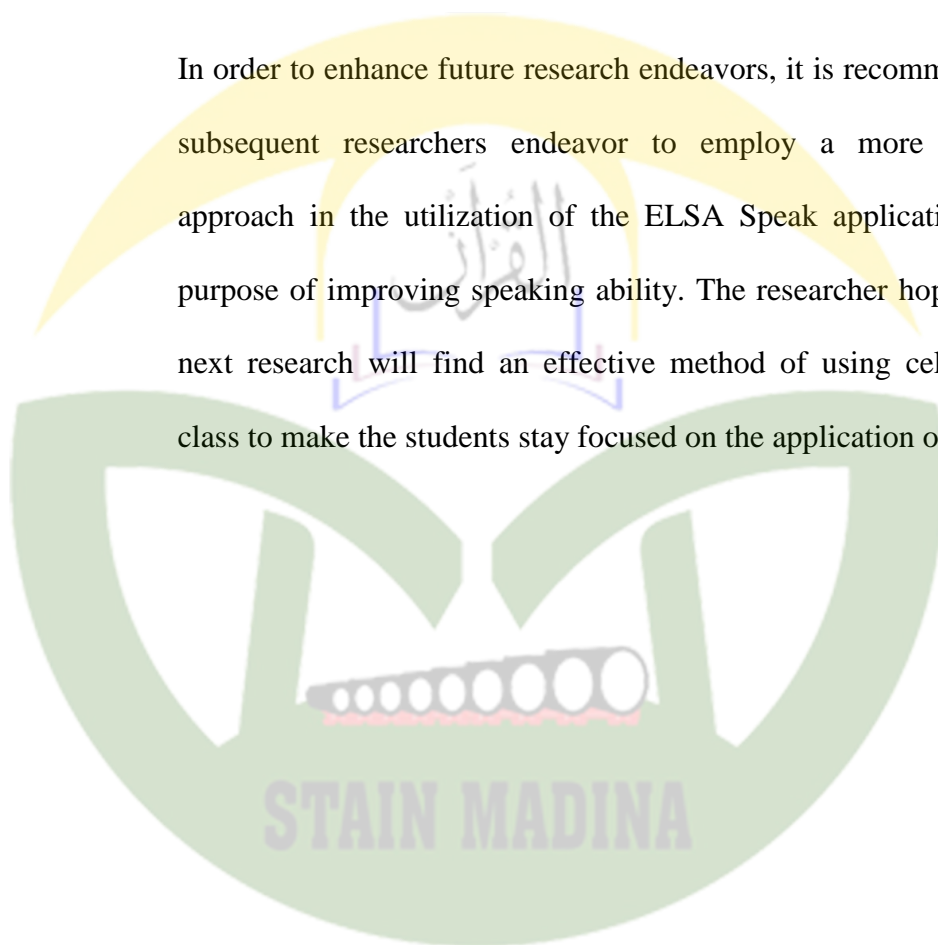 In order to enhance future research endeavors, it is recomm
subsequent researchers endeavor to employ a more
approach in the utilization of the ELSA Speak applicati
purpose of improving speaking ability. The researcher hop
next research will find an effective method of using cel
class to make the students stay focused on the application o
القرآن
STAIN MADINA